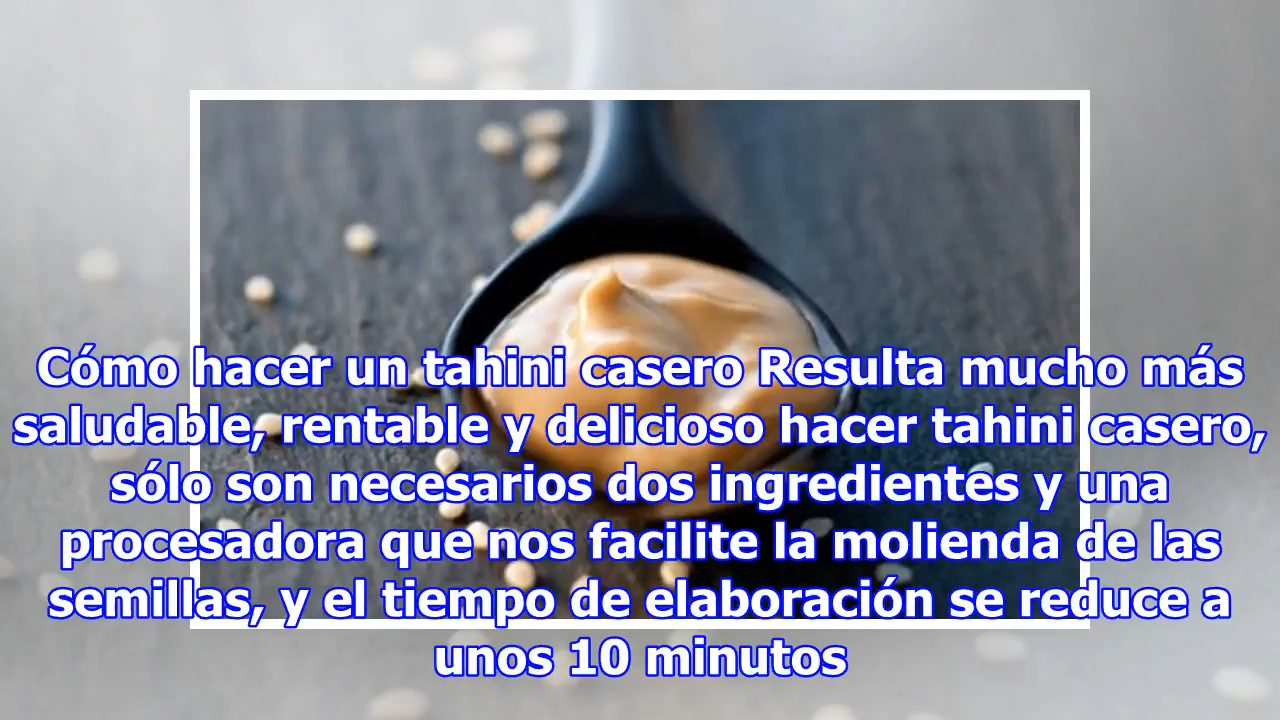 Cómo hacer un tahini casero Resulta mucho más
saludable, rentable y delicioso hacer tahini casero,
sólo son necesarios dos ingredientes y una
procesadora que nos facilite la molienda de las
semillas, y el tiempo de elaboración se reduce a
unos 10 minutos